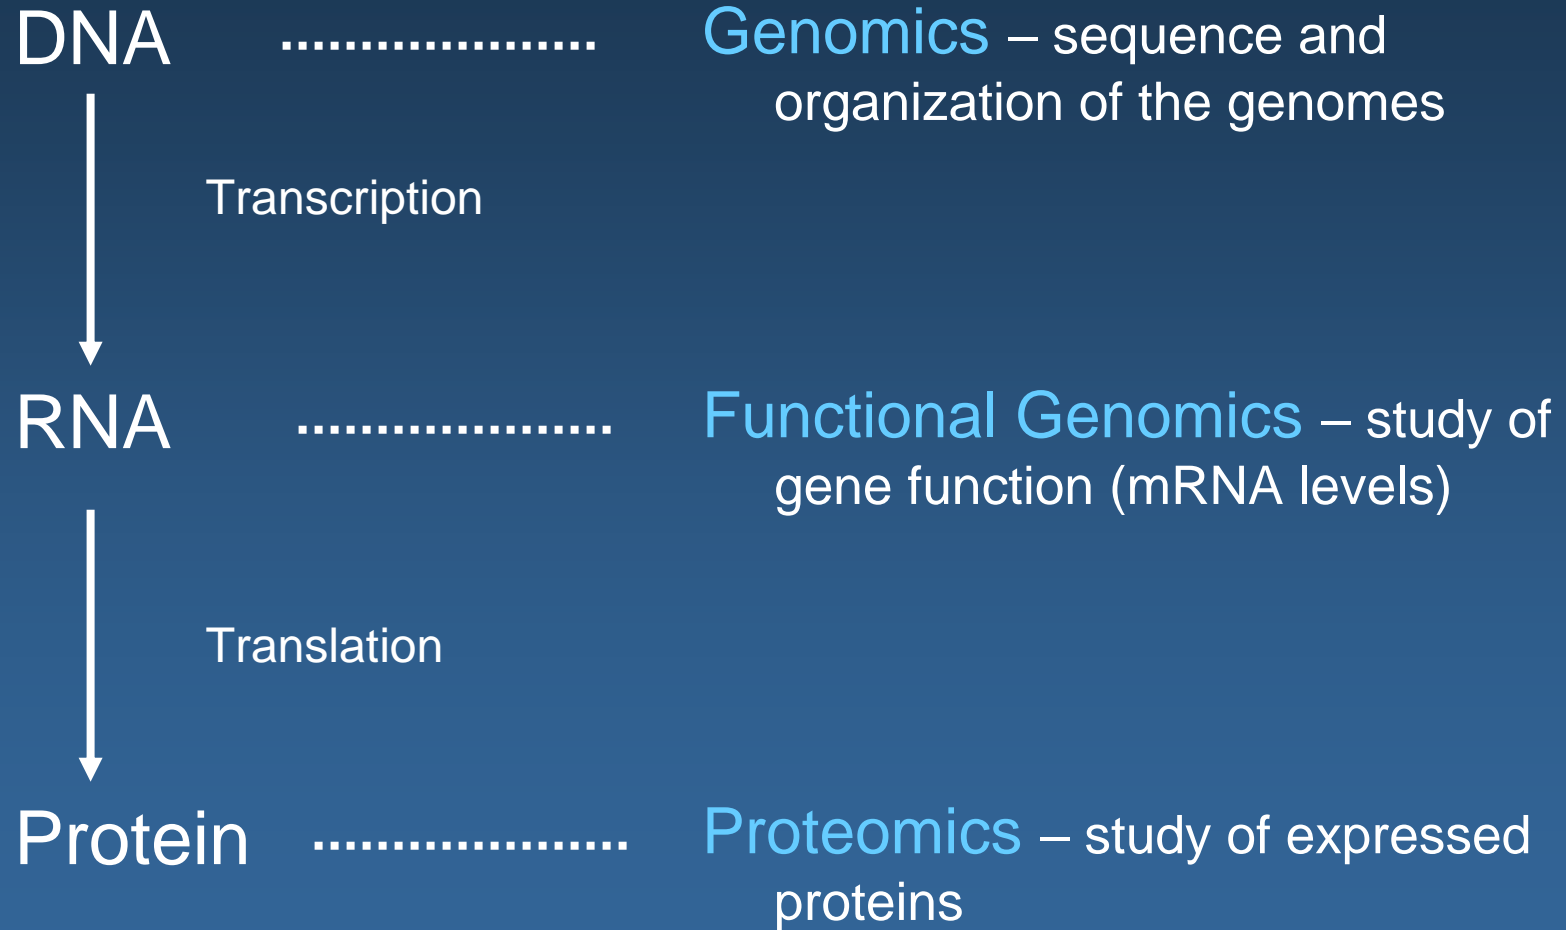 DNA ................... Genomics – sequence and
organization of the genomes
Transcription
RNA ................... Functional Genomics – study of
gene function (mRNA levels)
Translation
Protein ................... Proteomics – study of expressed
proteins